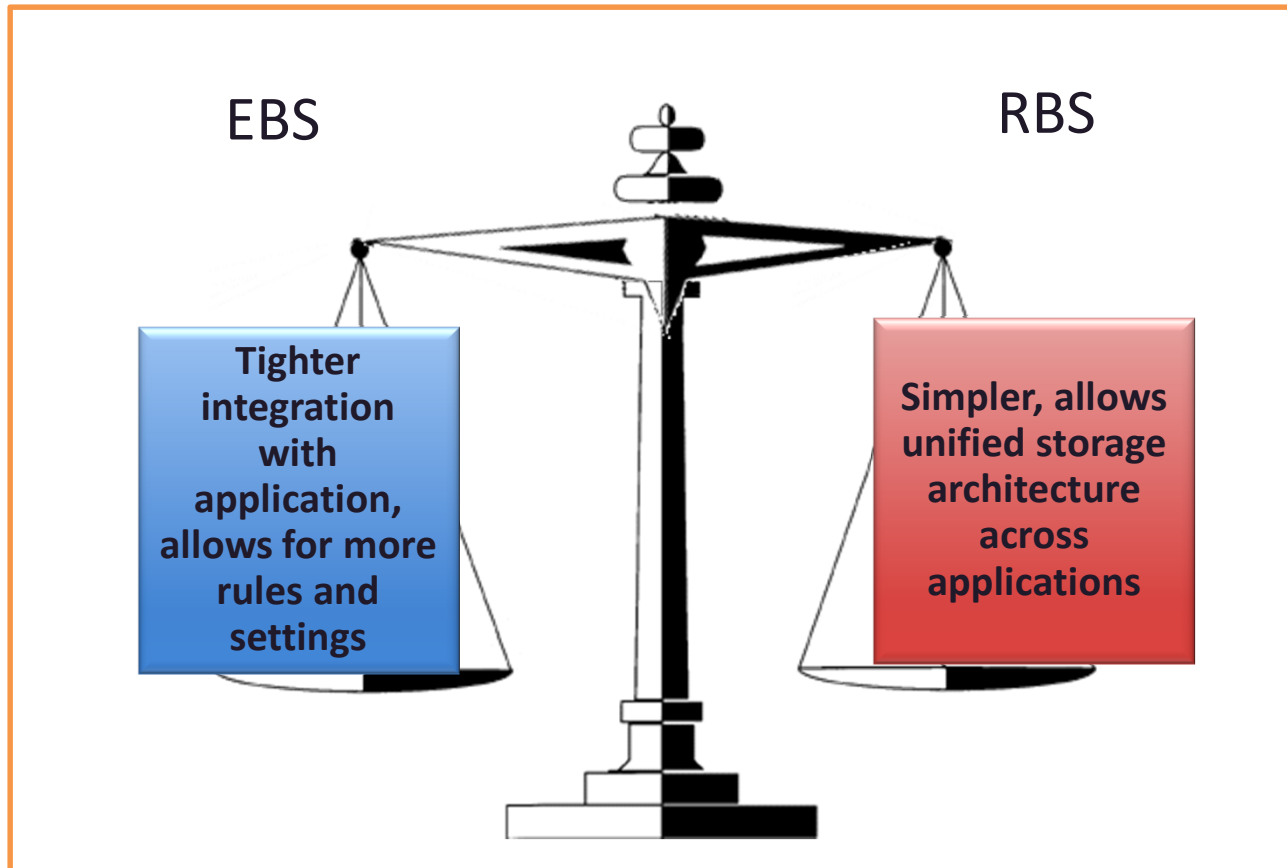 EBS
RBS
Tighter
integration
with
application,
allows for more
rules and
settings
Simpler, allows
unified storage
architecture
across
applications